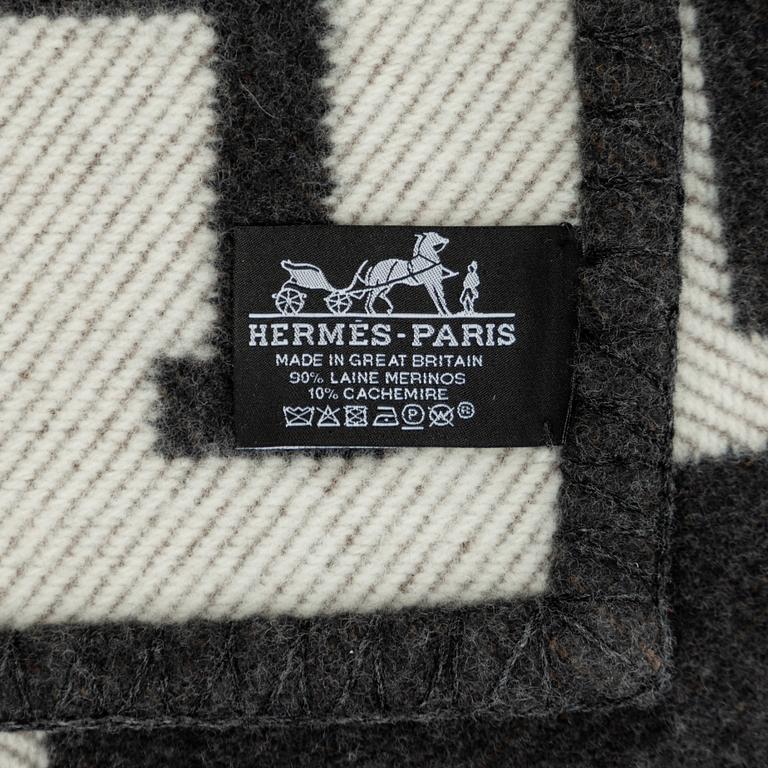 HERMÈS-PARIS
MADE IN GREAT BRITAIN
90% LAINE MERINOS
10% CACHEMIRE
P W ®